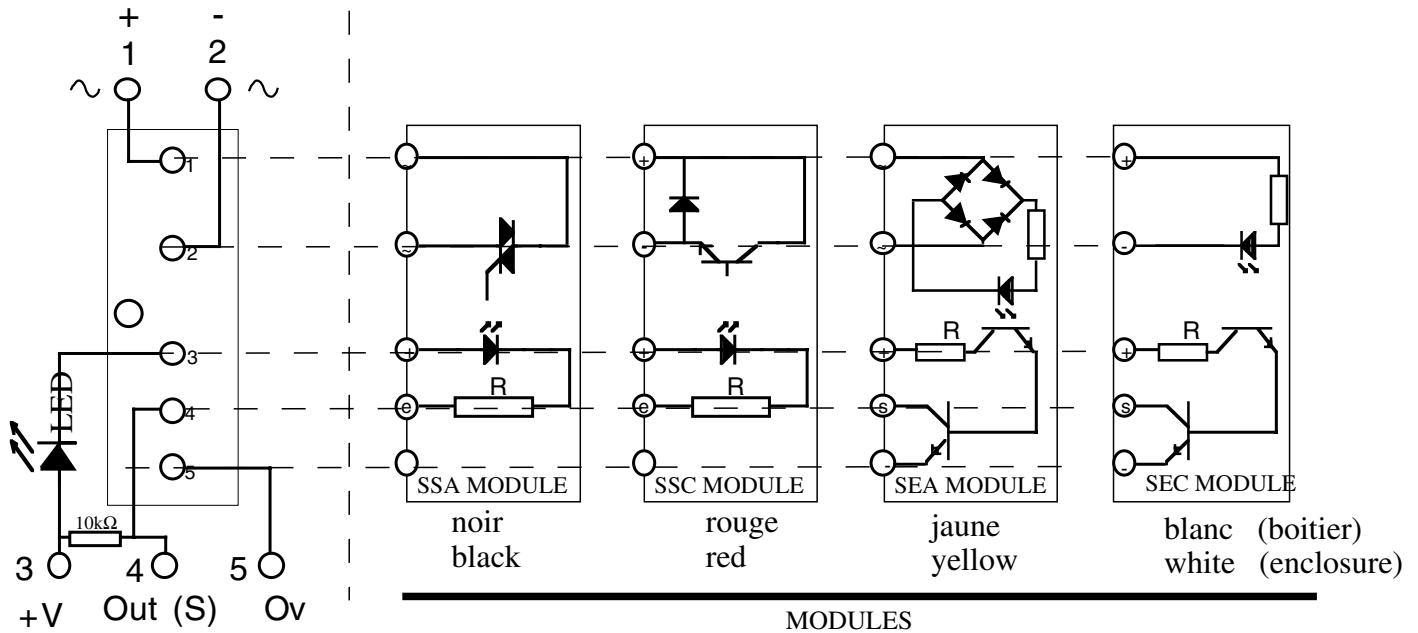 + -
1 2
1
2
3
4
5
LED
10kΩ
3 4 5
+V Out (S) Ov
~
~
+
R
e
SSA MODULE
noir
black
+
-
+
R
e
SSC MODULE
rouge
red
~
~
R
+
s
-
SEA MODULE
jaune
yellow
+
-
R
+
s
-
SEC MODULE
blanc (boitier)
white (enclosure)
MODULES